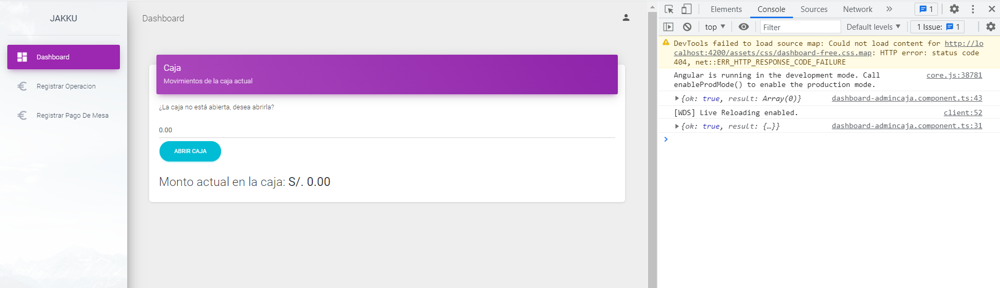 JAKKU
Dashboard
Registrar Operacion
Registrar Pago De Mesa
Dashboard
Caja
Movimientos de la caja actual
¿La caja no está abierta, desea abrirla?
0.00
ABRIR CAJA
Monto actual en la caja: S/. 0.00
Elements Console Sources Network » 1
top ▼ Filter Default levels ▼ 1 Issue: 1
DevTools failed to load source map: Could not load content for http://lo
calhost:4200/assets/css/dashboard-free.css.map: HTTP error: status code
404, net::ERR_HTTP_RESPONSE_CODE_FAILURE
Angular is running in the development mode. Call core.js:38781
enableProdMode() to enable the production mode.
{ok: true, result: Array(0)} dashboard-admincaja.component.ts:43
[WDS] Live Reloading enabled. client:52
{ok: true, result: {…}} dashboard-admincaja.component.ts:31